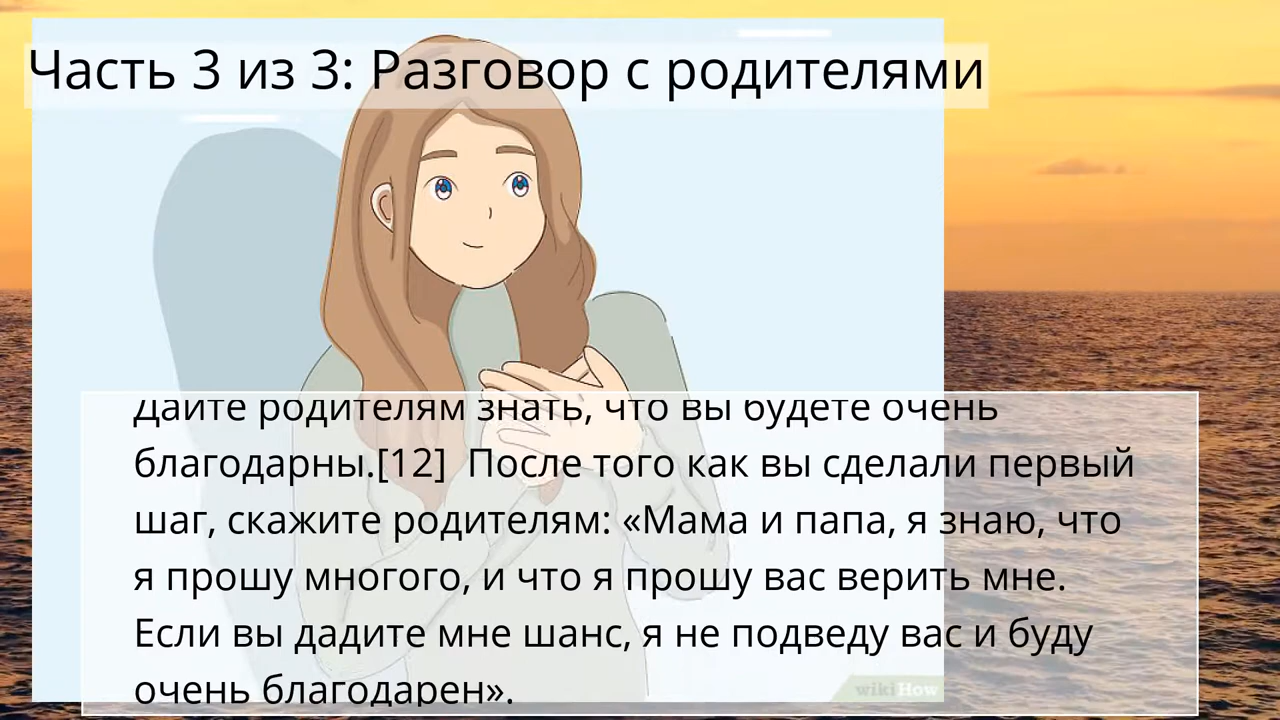 Часть 3 из 3: Разговор с родителями
Дайте родителям знать, что вы будете очень
благодарны.[12]  После того как вы сделали первый
шаг, скажите родителям: «Мама и папа, я знаю, что
я прошу многого, и что я прошу вас верить мне.
Если вы дадите мне шанс, я не подведу вас и буду
очень благодарен».
wikiHow